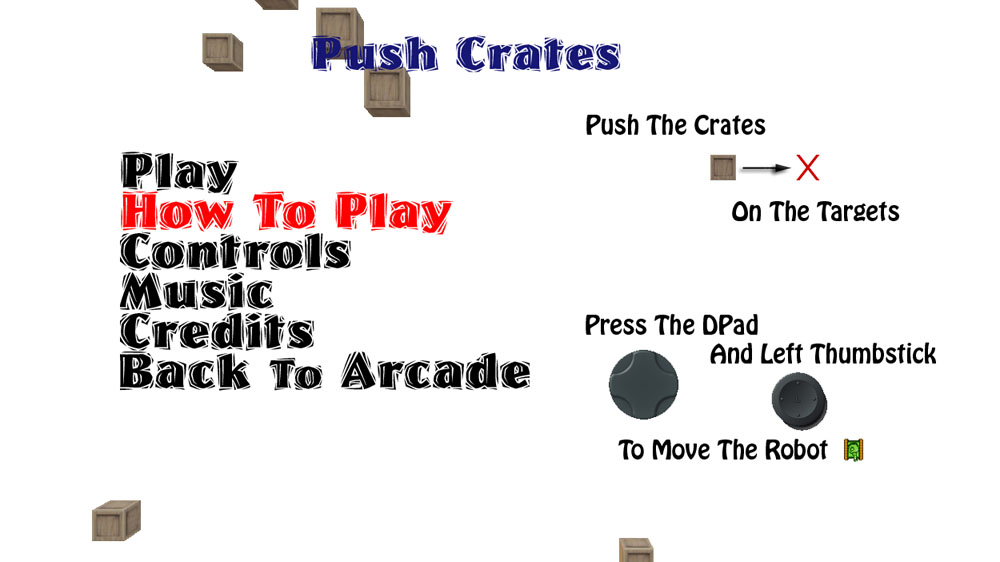 Push Crates
Play
How To Play
Controls
Music
Credits
Back To Arcade
Push The Crates
X
On The Targets
Press The DPad
And Left Thumbstick
L
To Move The Robot